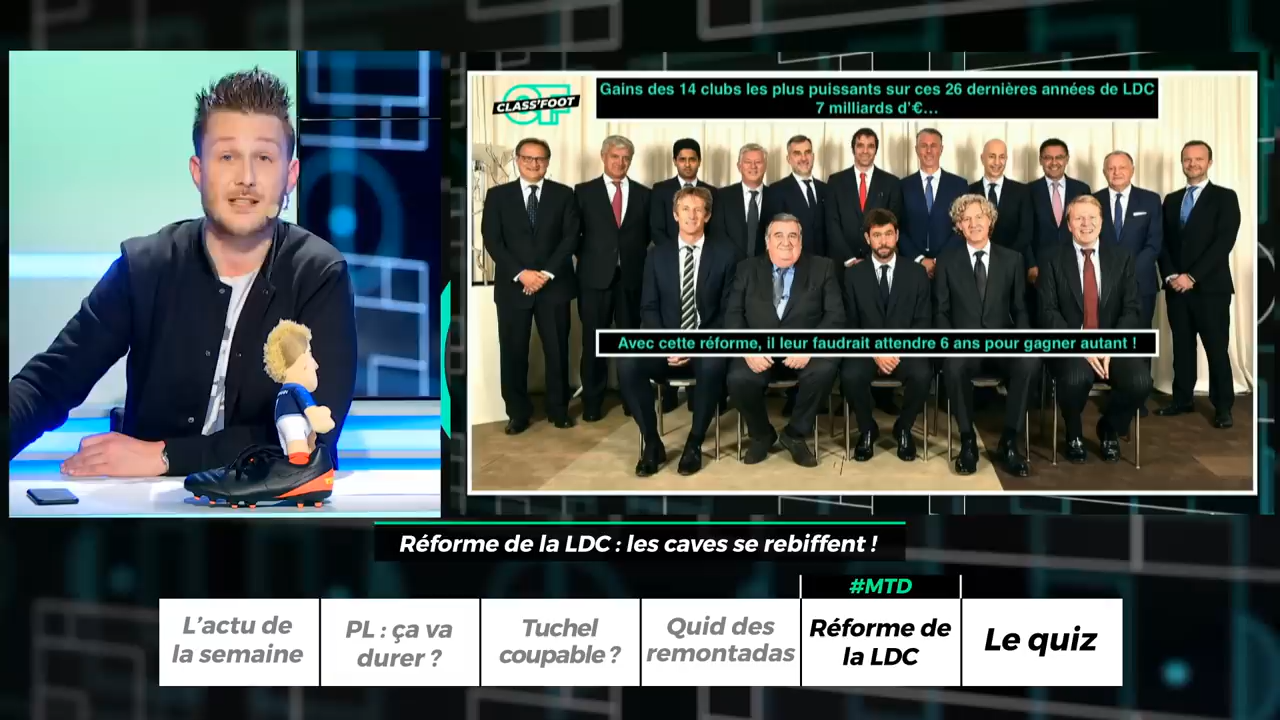 CF
CLASS'FOOT
Gains des 14 clubs les plus puissants sur ces 26 dernières années de LDC
7 milliards d'€...
Avec cette réforme, il leur faudrait attendre 6 ans pour gagner autant !
Réforme de la LDC : les caves se rebiffent !
#MTD
L'actu de
la semaine
PL : ça va
durer ?
Tuchel
coupable ?
Quid des
remontadas
Réforme de
la LDC
Le quiz